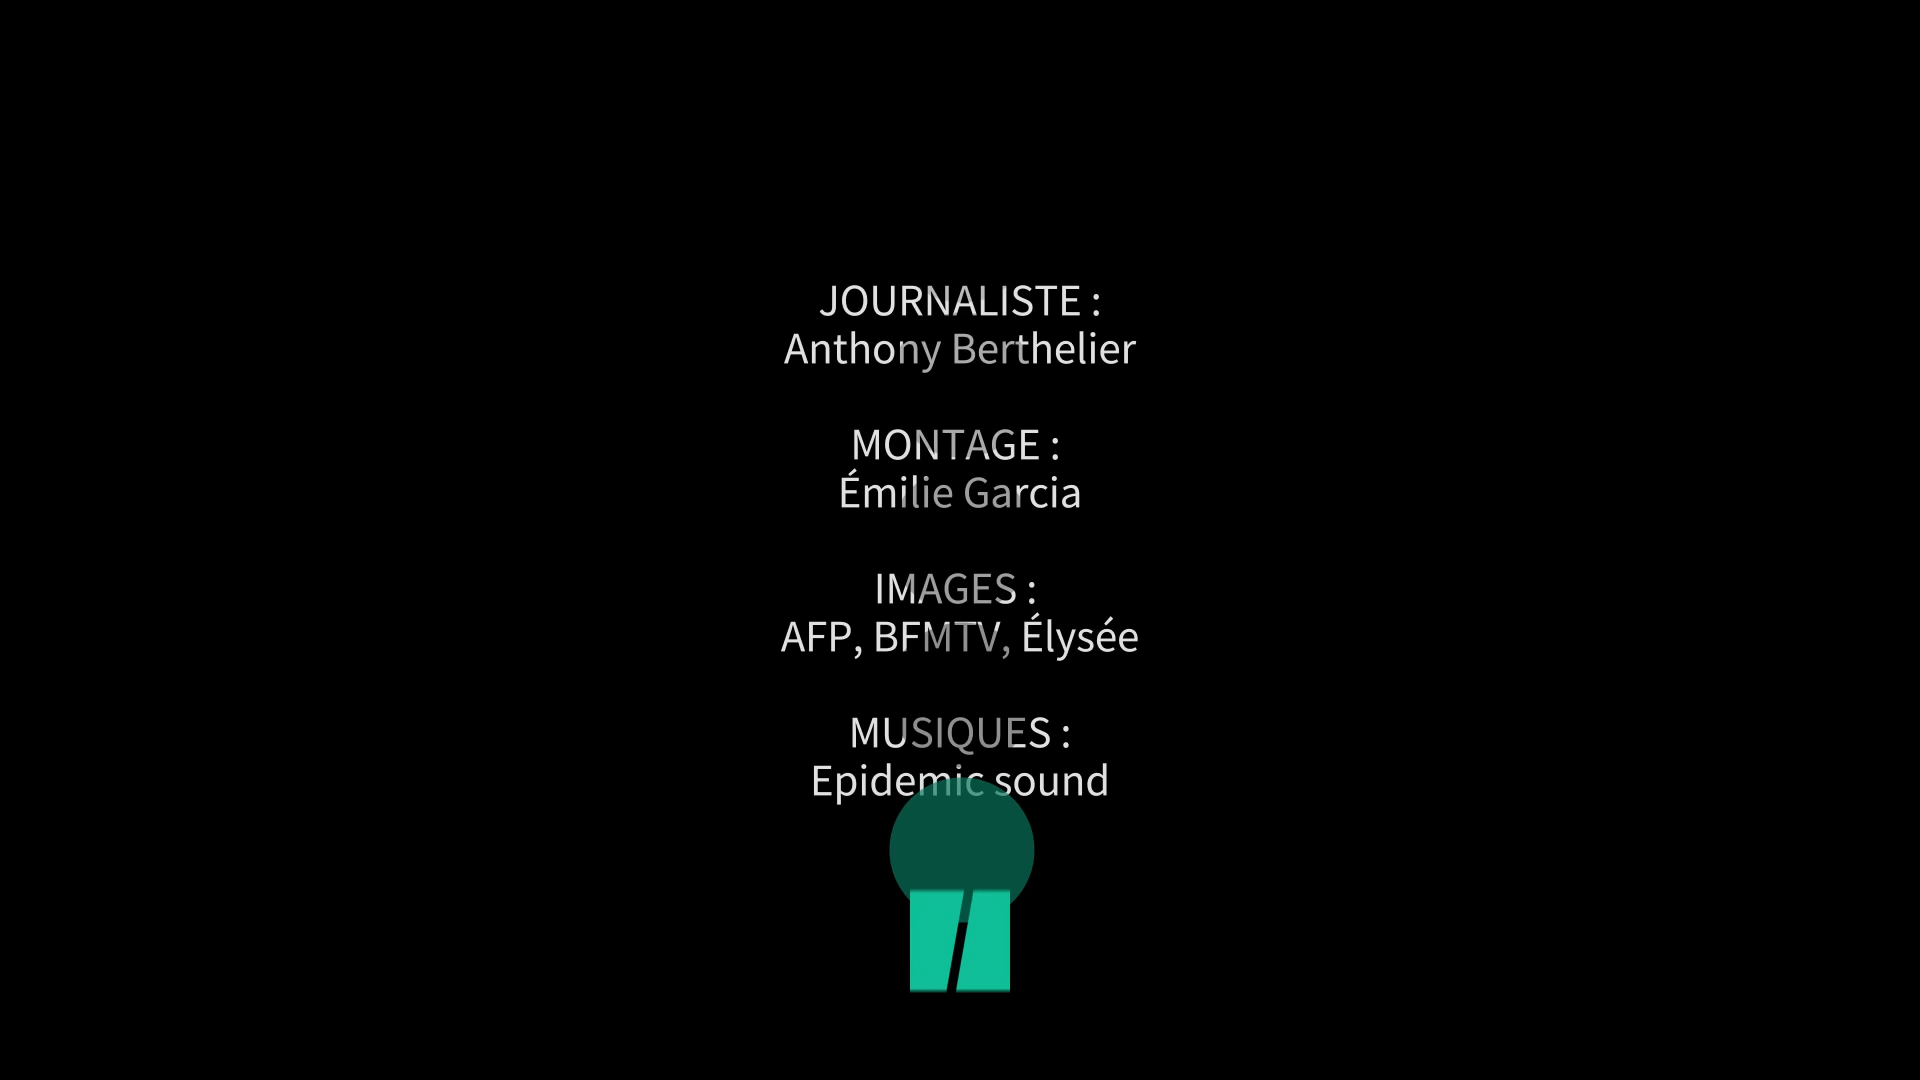 JOURNALISTE :
Anthony Berthelier
MONTAGE :
Émilie Garcia
IMAGES :
AFP, BFMTV, Élysée
MUSIQUES :
Epidemic sound